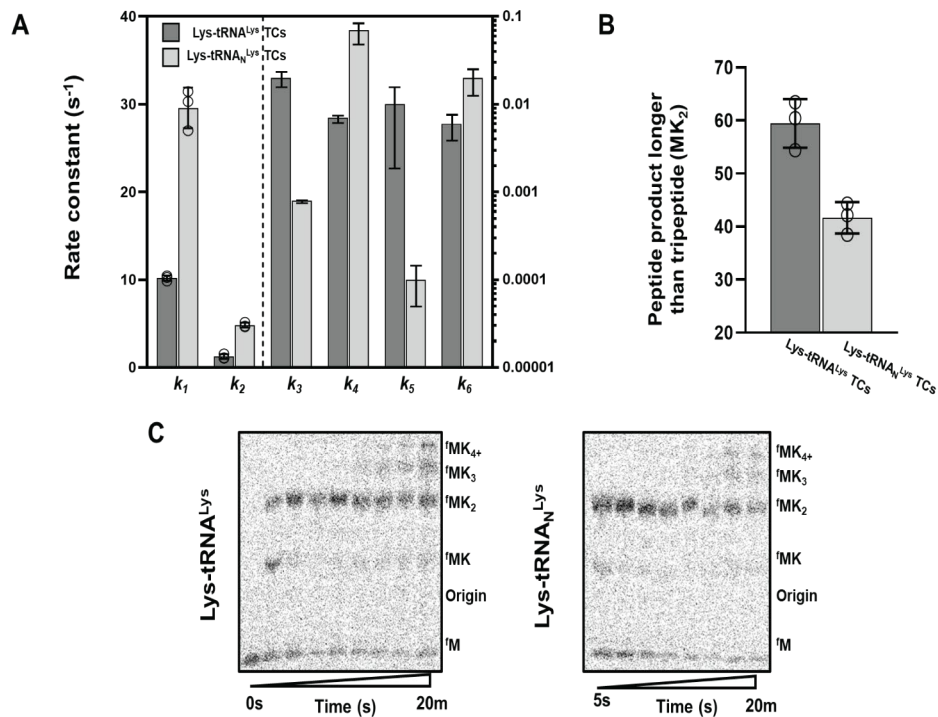 A
Rate constant (s⁻¹)
40
30
20
10
0
Lys-tRNA^Lys TCs
Lys-tRNA_N^Lys TCs
0.1
0.01
0.001
0.0001
0.00001
k₁ k₂ k₃ k₄ k₅ k₆
B
Peptide product longer
than tripeptide (MK₂)
70
60
50
40
30
20
Lys-tRNA^Lys TCs
Lys-tRNA_N^Lys TCs
C
Lys-tRNA^Lys
ᶠMK₄₊
ᶠMK₃
ᶠMK₂
ᶠMK
Origin
ᶠM
0s Time (s) 20m
Lys-tRNA_N^Lys
ᶠMK₄₊
ᶠMK₃
ᶠMK₂
ᶠMK
Origin
ᶠM
5s Time (s) 20m